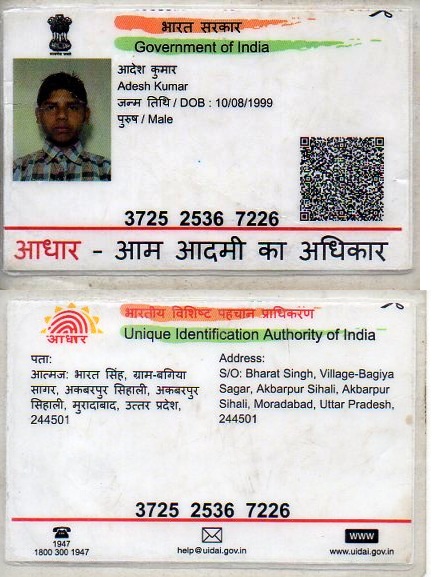 भारत सरकार
Government of India
आदेश कुमार
Adesh Kumar
जन्म तिथि / DOB : 10/08/1999
पुरुष / Male
3725 2536 7226
आधार - आम आदमी का अधिकार
भारतीय विशिष्ट पहचान प्राधिकरण
आधार
Unique Identification Authority of India
पता:
आत्मज: भारत सिंह, ग्राम-बगिया
सागर, अकबरपुर सिहाली, अकबरपुर
सिहाली, मुरादाबाद, उत्तर प्रदेश,
244501
Address:
S/O: Bharat Singh, Village-Bagiya
Sagar, Akbarpur Sihali, Akbarpur
Sihali, Moradabad, Uttar Pradesh,
244501
3725 2536 7226
1947
1800 300 1947
help@uidai.gov.in
www
www.uidai.gov.in